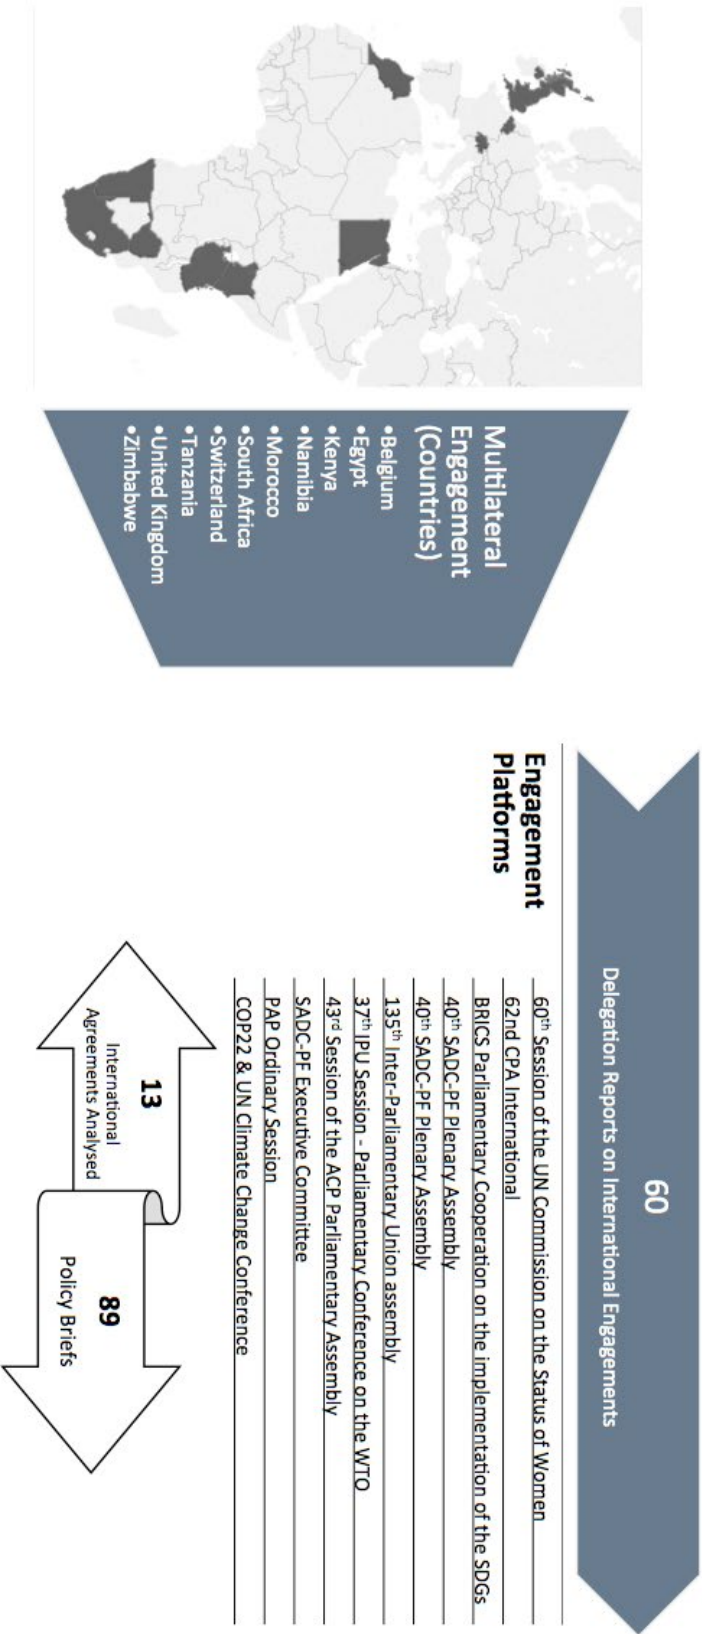 60
Delegation Reports on International Engagements
Multilateral
Engagement
(Countries)
•Belgium
•Egypt
•Kenya
•Namibia
•Morocco
•South Africa
•Switzerland
•Tanzania
•United Kingdom
•Zimbabwe
Engagement
Platforms
60th Session of the UN Commission on the Status of Women
62nd CPA International
BRICS Parliamentary Cooperation on the implementation of the SDGs
40th SADC-PF Plenary Assembly
40th SADC-PF Plenary Assembly
135th Inter-Parliamentary Union assembly
37th IPU Session - Parliamentary Conference on the WTO
43rd Session of the ACP Parliamentary Assembly
SADC-PF Executive Committee
PAP Ordinary Session
COP22 & UN Climate Change Conference
13
International
Agreements Analysed
89
Policy Briefs